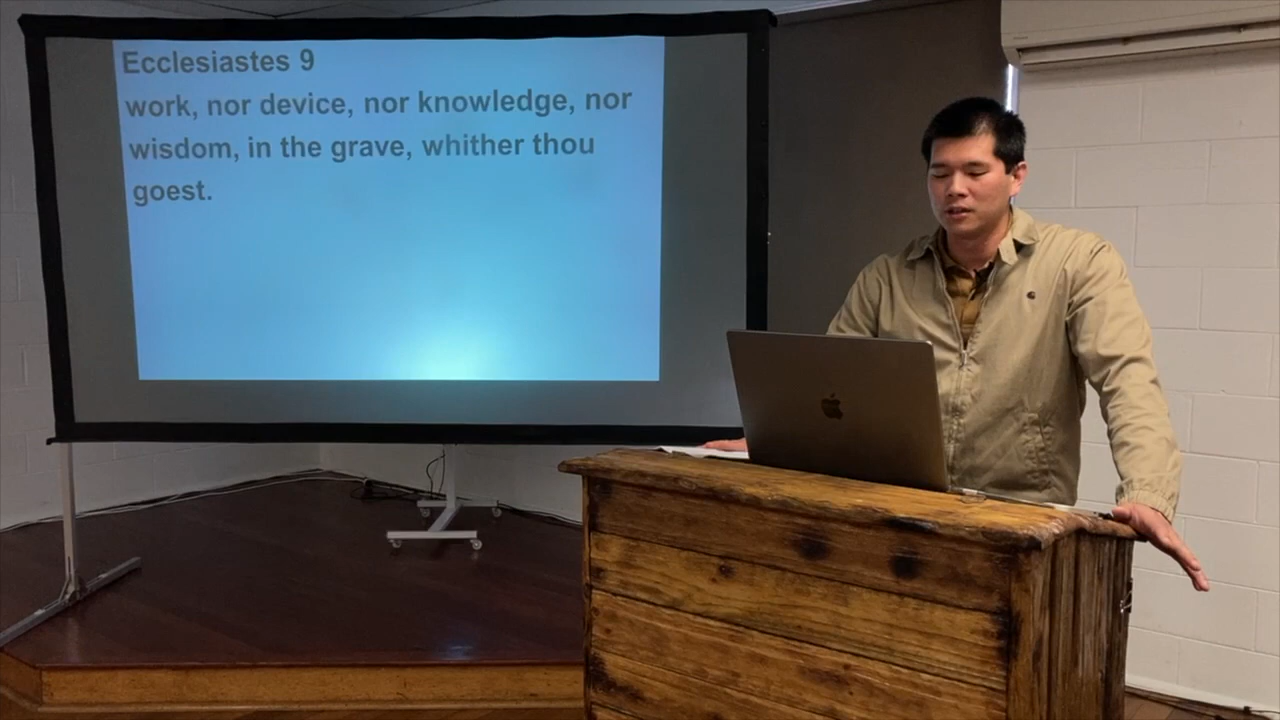 Ecclesiastes 9
work, nor device, nor knowledge, nor
wisdom, in the grave, whither thou
goest.